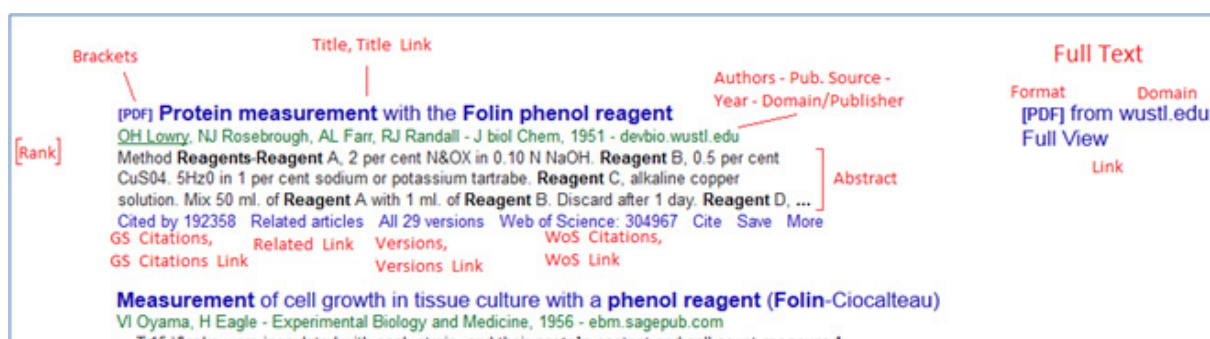 Title, Title Link
Full Text
Brackets
Authors - Pub. Source -
Year - Domain/Publisher
Format Domain
[PDF] Protein measurement with the Folin phenol reagent
[PDF] from wustl.edu
OH Lowry, NJ Rosebrough, AL Farr, RJ Randall - J biol Chem, 1951 - devbio.wustl.edu
Full View
[Rank]
Method Reagents-Reagent A, 2 per cent N&OX in 0.10 N NaOH. Reagent B, 0.5 per cent
Link
CuS04. 5Hz0 in 1 per cent sodium or potassium tartrabe. Reagent C, alkaline copper
Abstract
solution. Mix 50 ml. of Reagent A with 1 ml. of Reagent B. Discard after 1 day. Reagent D, ...
Cited by 192358 Related articles All 29 versions Web of Science: 304967 Cite Save More
GS Citations, Related Link Versions, WoS Citations,
GS Citations Link Versions Link WoS Link
Measurement of cell growth in tissue culture with a phenol reagent (Folin-Ciocalteau)
VI Oyama, H Eagle - Experimental Biology and Medicine, 1956 - ebm.sagepub.com